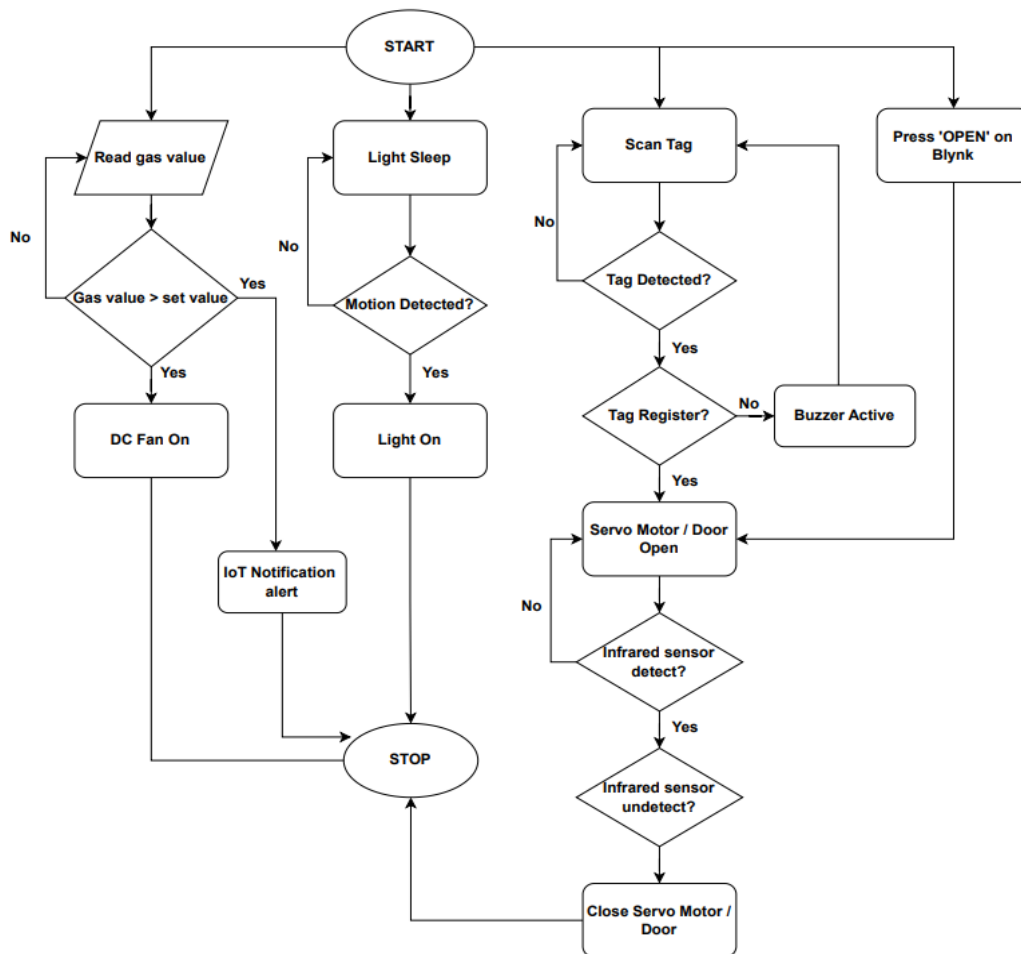 START
Read gas value
Light Sleep
Scan Tag
Press 'OPEN' on
Blynk
No
No
No
Gas value > set value
Yes
Motion Detected?
Tag Detected?
Yes
Yes
Yes
DC Fan On
Light On
Tag Register?
No
Buzzer Active
Yes
Servo Motor / Door
Open
IoT Notification
alert
No
Infrared sensor
detect?
Yes
STOP
Infrared sensor
undetect?
Close Servo Motor /
Door